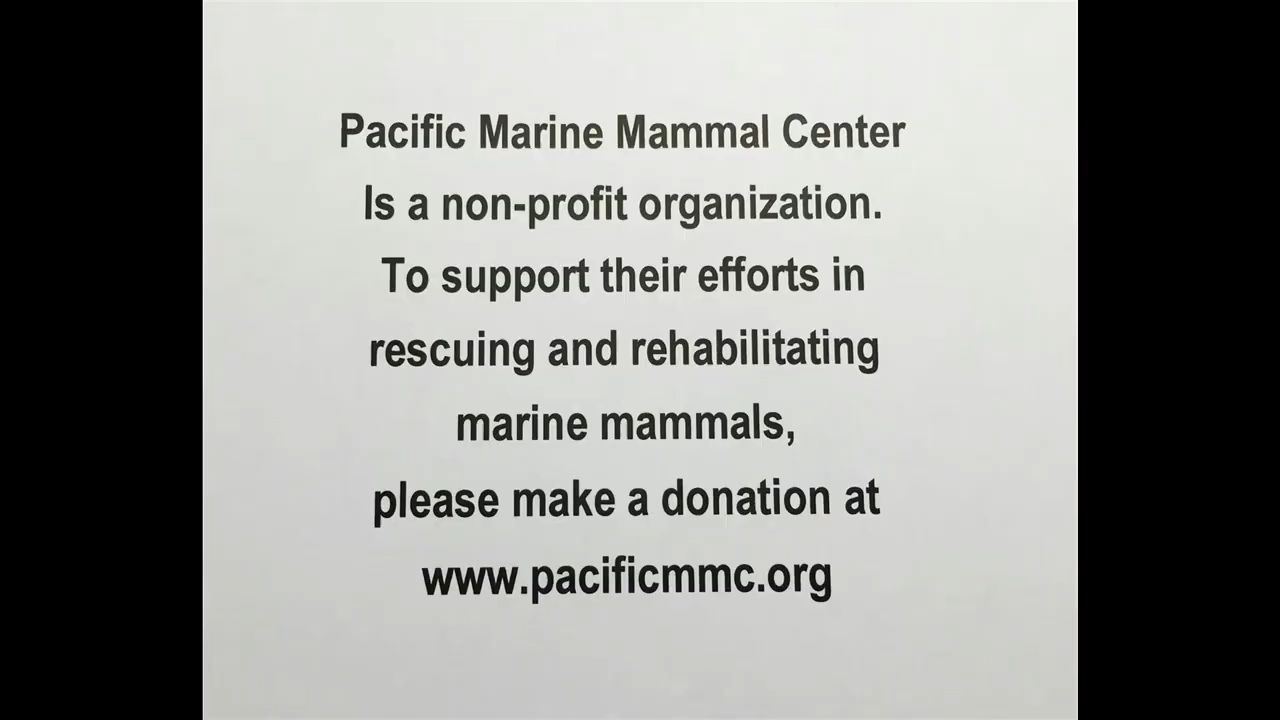 Pacific Marine Mammal Center
Is a non-profit organization.
To support their efforts in
rescuing and rehabilitating
marine mammals,
please make a donation at
www.pacificmmc.org